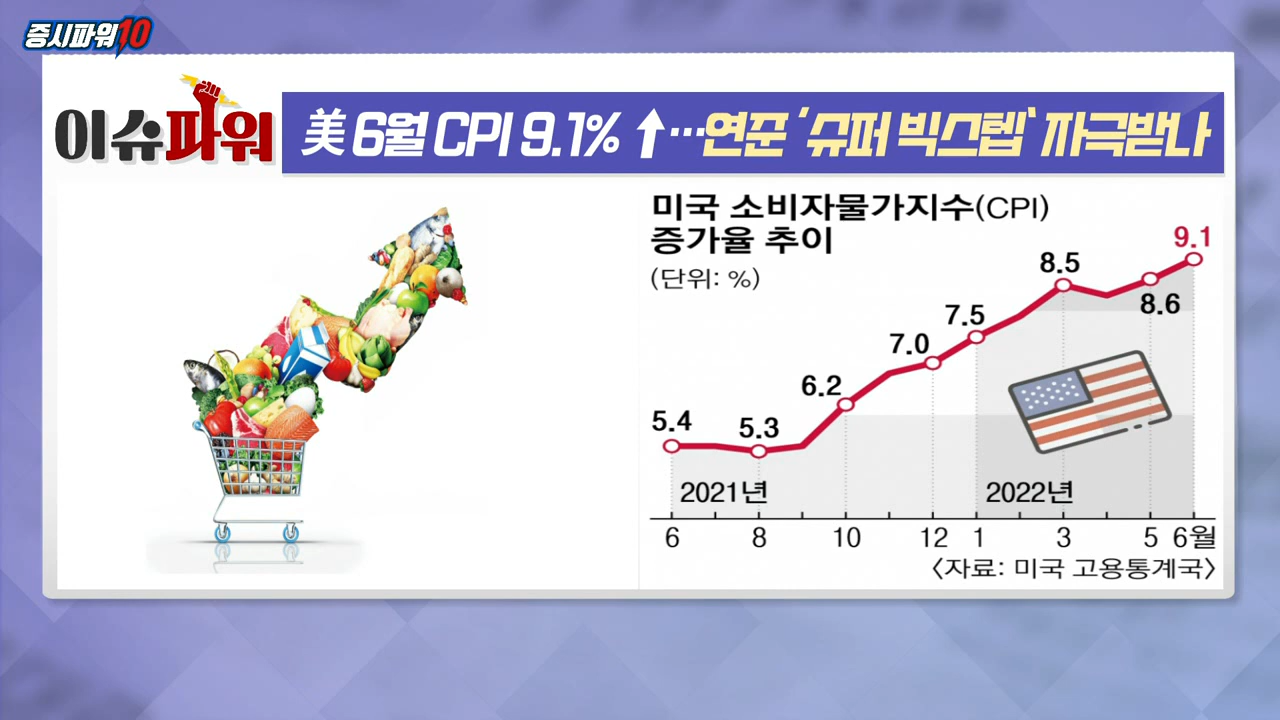 증시파워10
이슈파워
美 6월 CPI 9.1% ↑…연준 '슈퍼 빅스텝' 자극받나
미국 소비자물가지수(CPI)
증가율 추이
(단위: %)
5.4
5.3
6.2
7.0
7.5
8.5
8.6
9.1
2021년
2022년
6 8 10 12 1 3 5 6월
〈자료: 미국 고용통계국〉